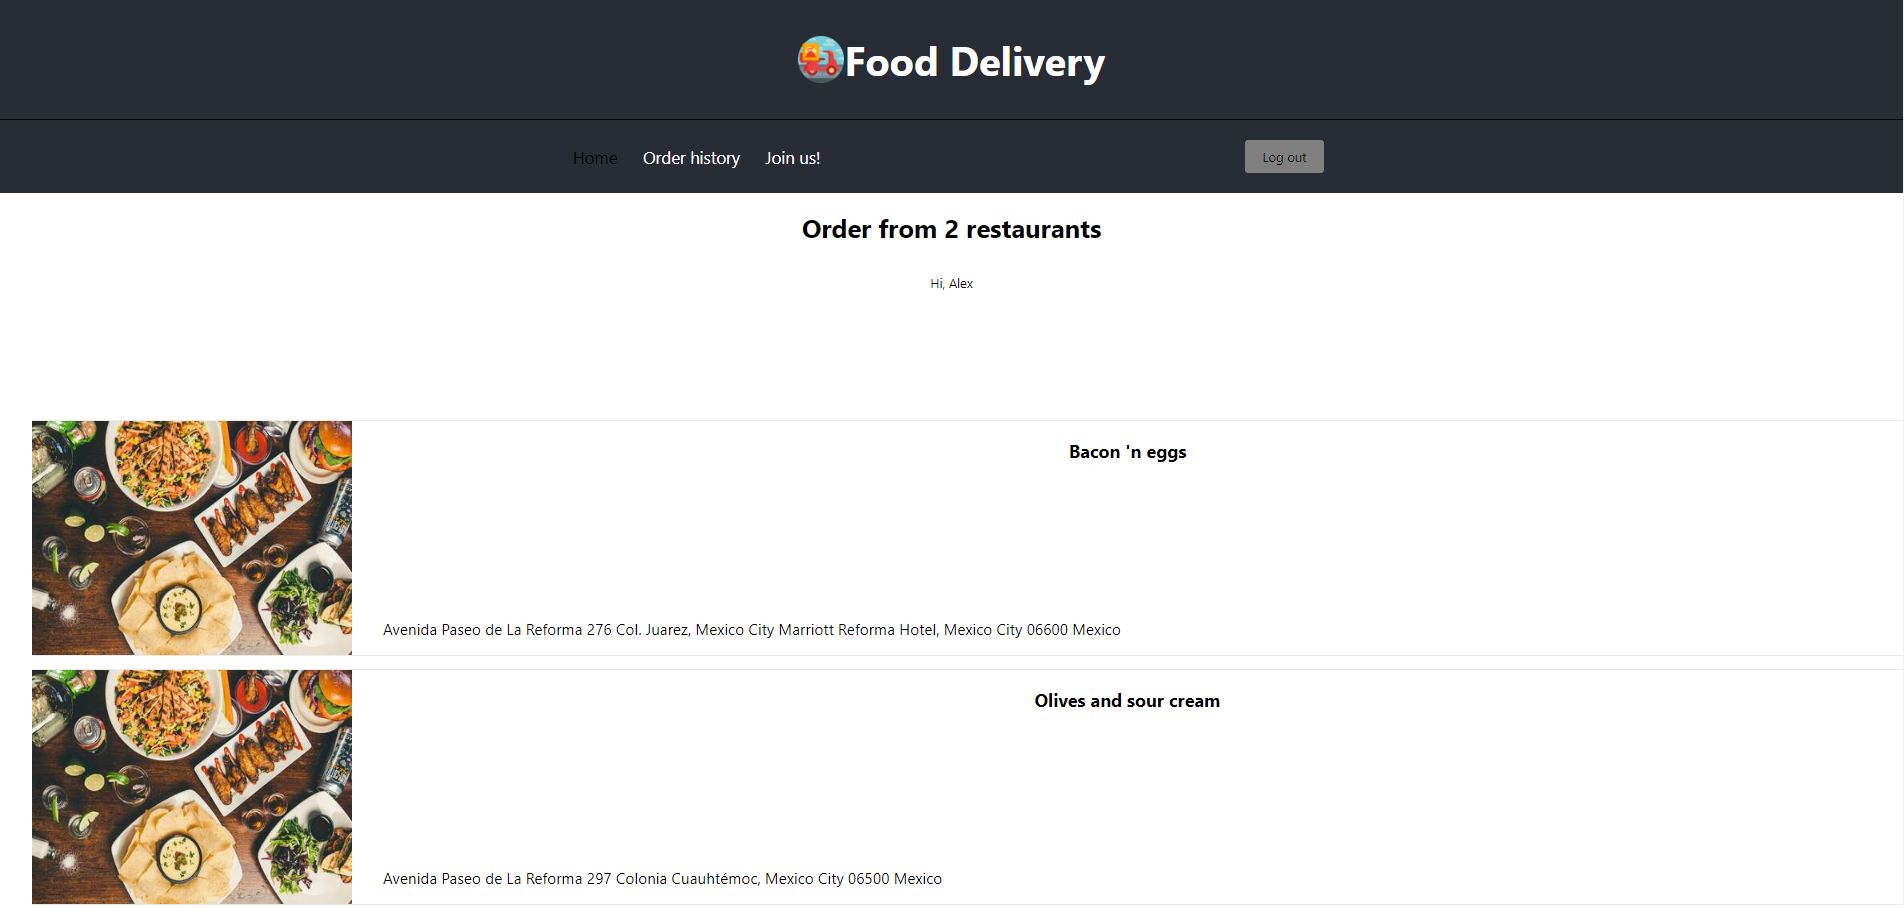 Food Delivery
Home Order history Join us! Log out
Order from 2 restaurants
Hi, Alex
Bacon 'n eggs
Avenida Paseo de La Reforma 276 Col. Juarez, Mexico City Marriott Reforma Hotel, Mexico City 06600 Mexico
Olives and sour cream
Avenida Paseo de La Reforma 297 Colonia Cuauhtémoc, Mexico City 06500 Mexico